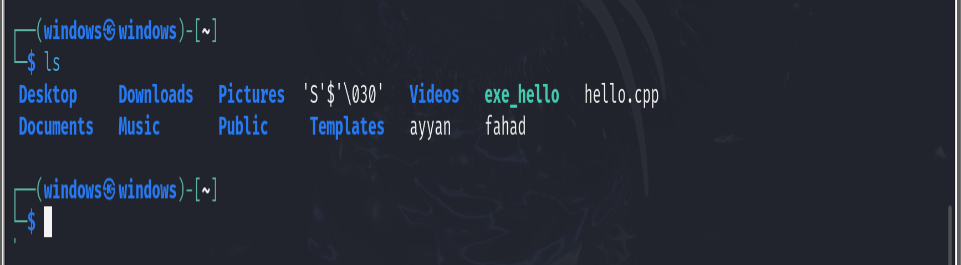 ┌──(windows㉿windows)-[~]
└─$ ls
Desktop Downloads Pictures 'S'$'\030' Videos exe_hello hello.cpp
Documents Music Public Templates ayyan fahad
┌──(windows㉿windows)-[~]
└─$